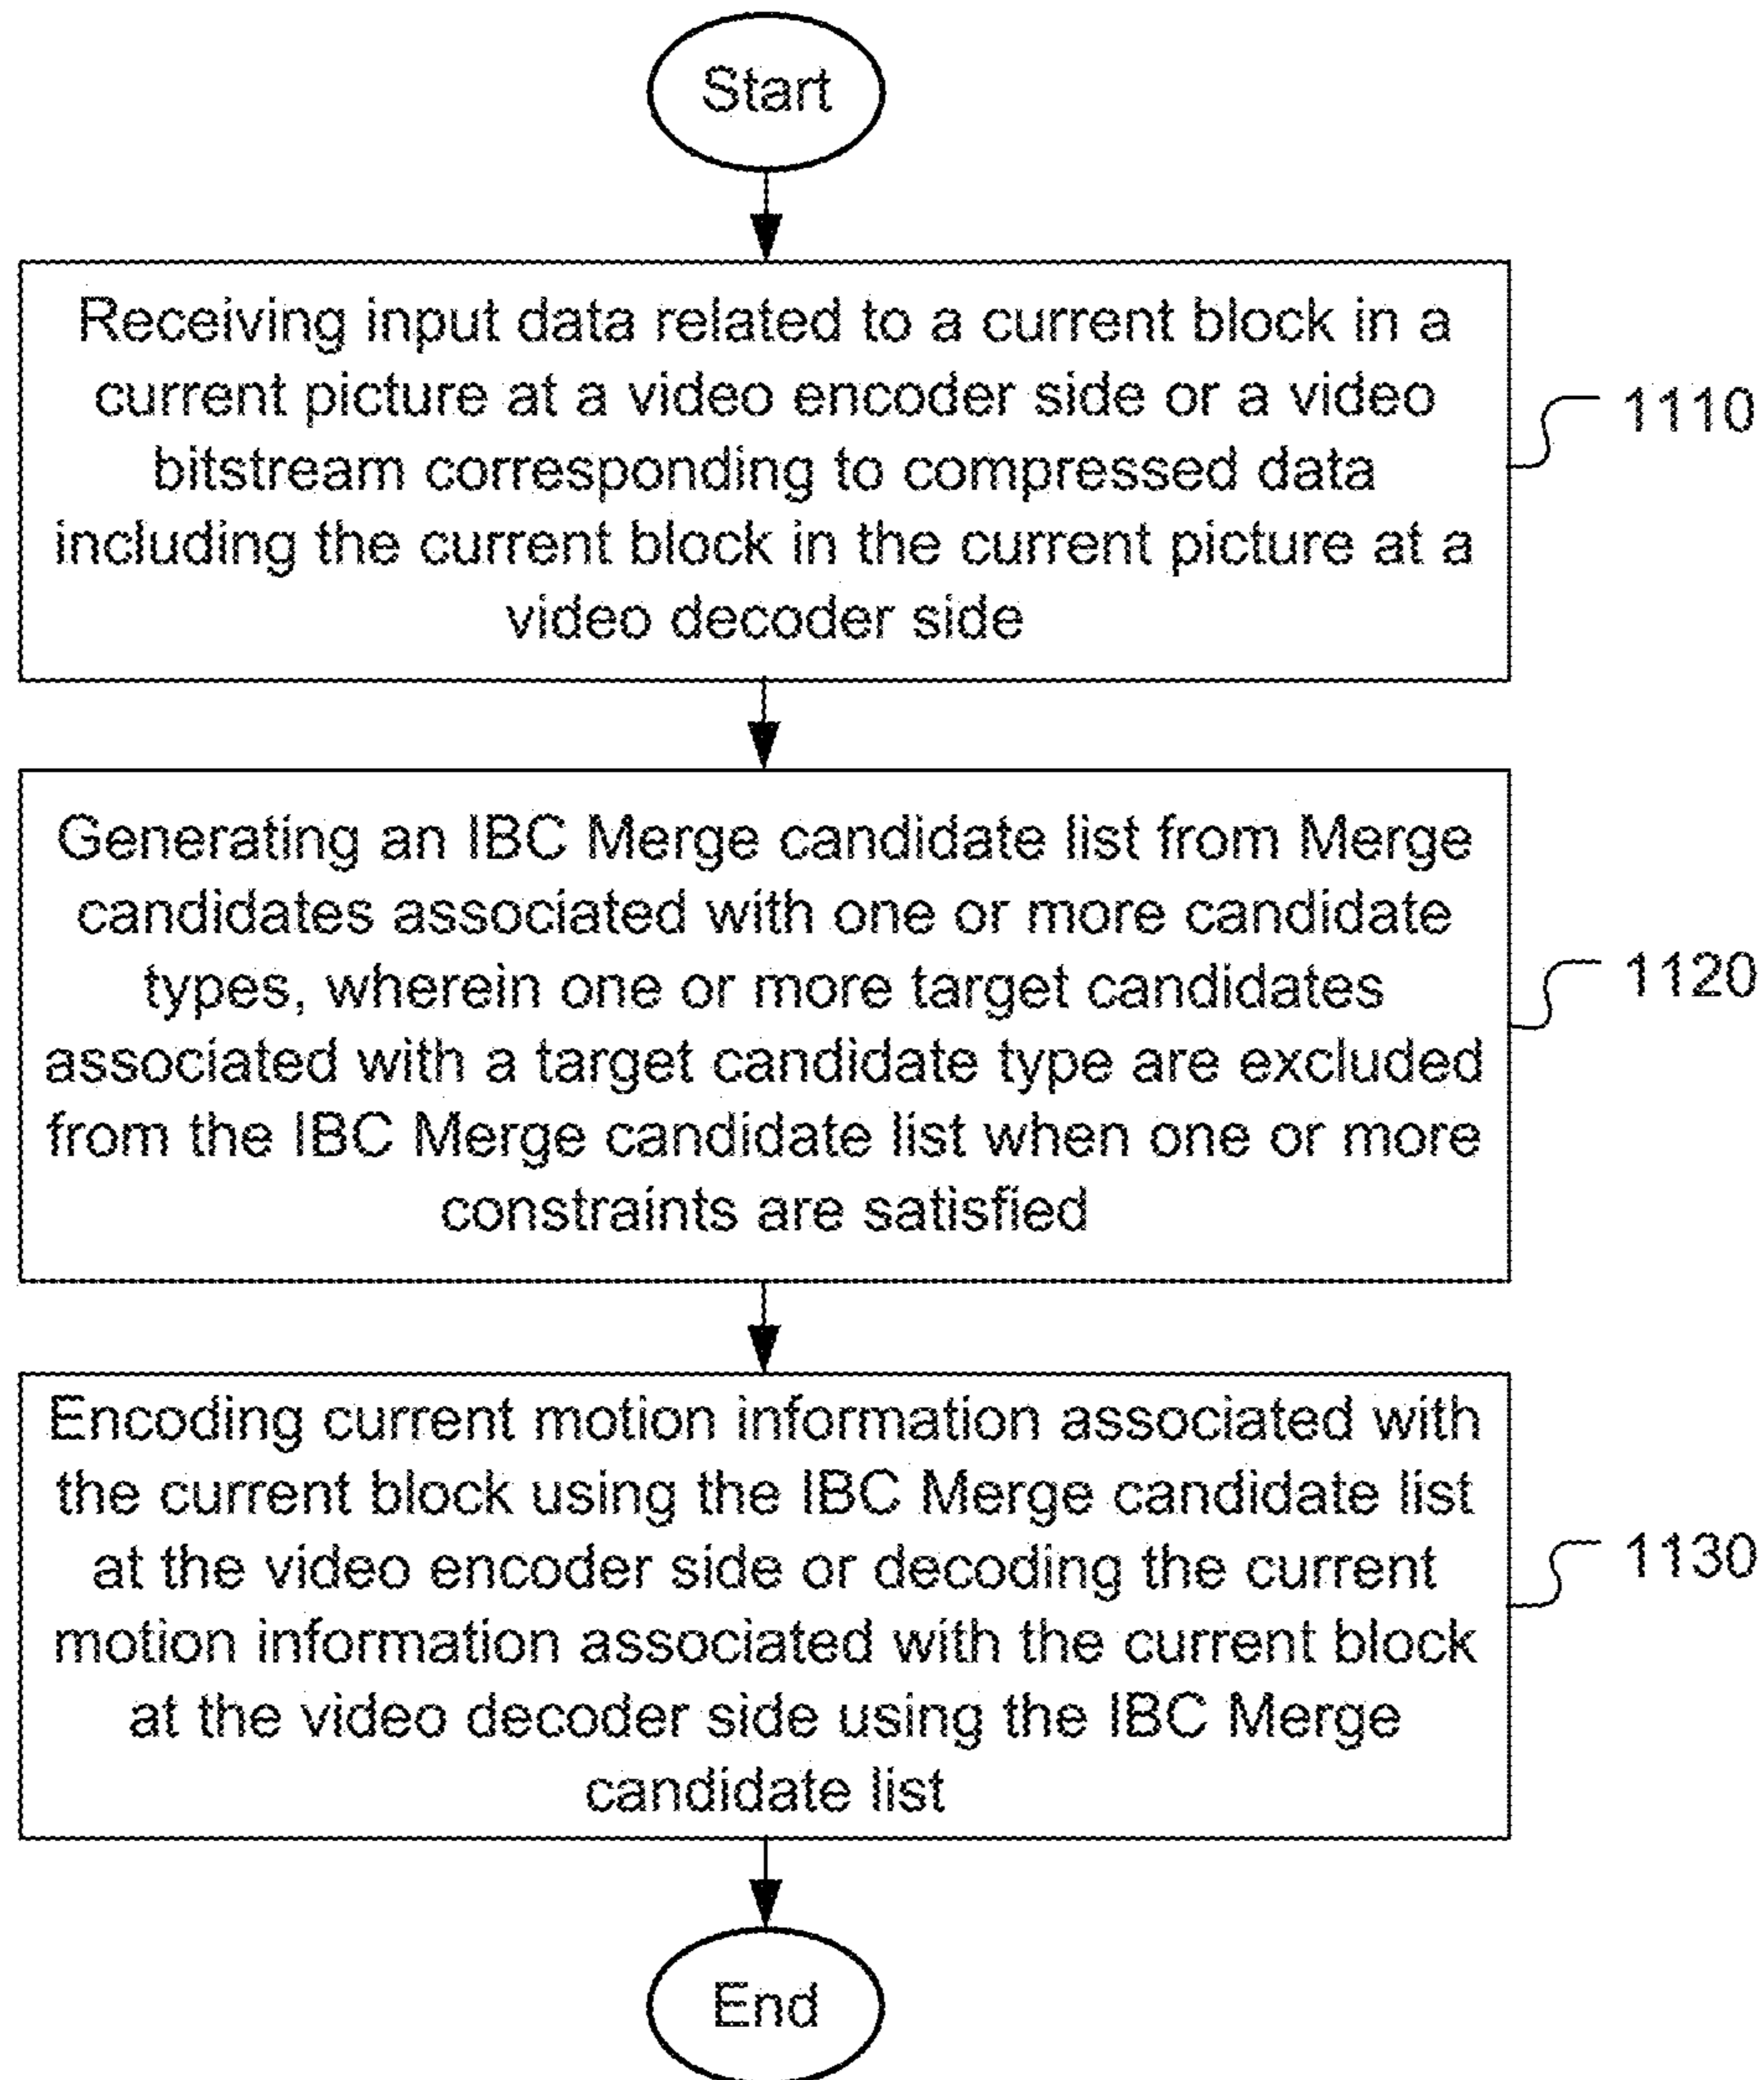 Start
Receiving input data related to a current block in a
current picture at a video encoder side or a video
bitstream corresponding to compressed data
including the current block in the current picture at a
video decoder side
1110
Generating an IBC Merge candidate list from Merge
candidates associated with one or more candidate
types, wherein one or more target candidates
associated with a target candidate type are excluded
from the IBC Merge candidate list when one or more
constraints are satisfied
1120
Encoding current motion information associated with
the current block using the IBC Merge candidate list
at the video encoder side or decoding the current
motion information associated with the current block
at the video decoder side using the IBC Merge
candidate list
1130
End